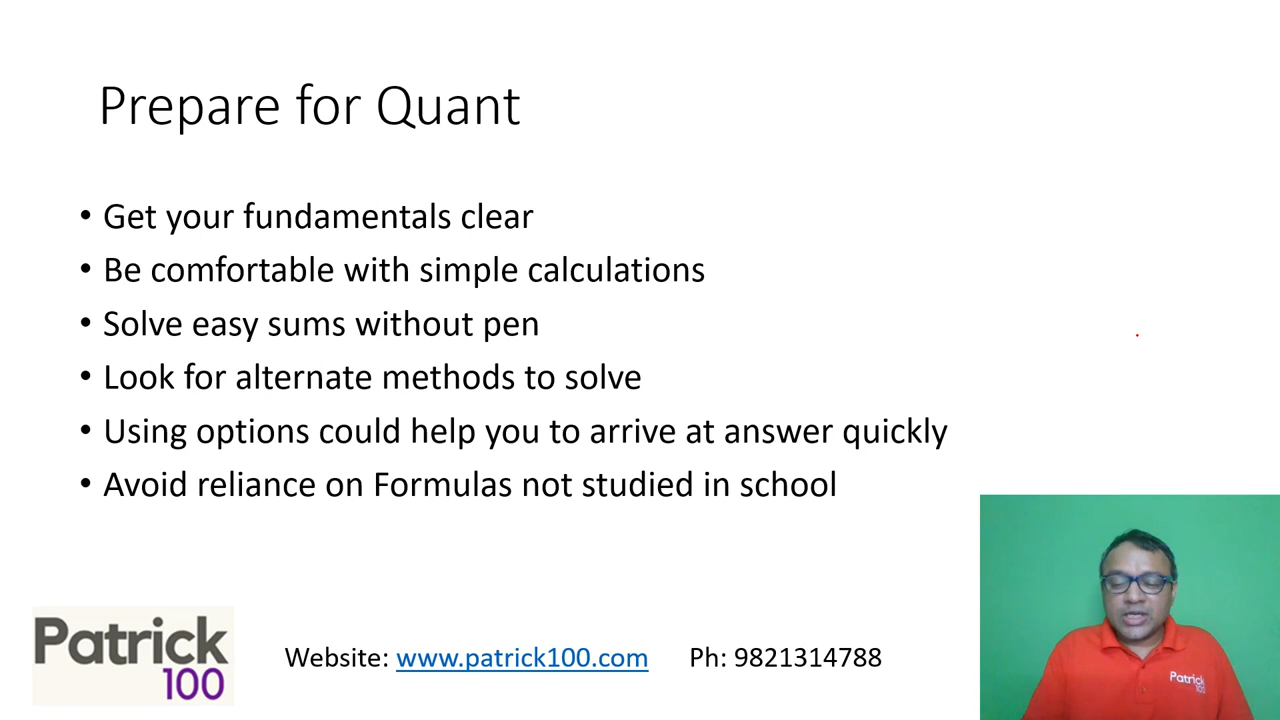 Prepare for Quant
• Get your fundamentals clear
• Be comfortable with simple calculations
• Solve easy sums without pen
• Look for alternate methods to solve
• Using options could help you to arrive at answer quickly
• Avoid reliance on Formulas not studied in school
Patrick
100
Website: www.patrick100.com Ph: 9821314788
Patrick
100